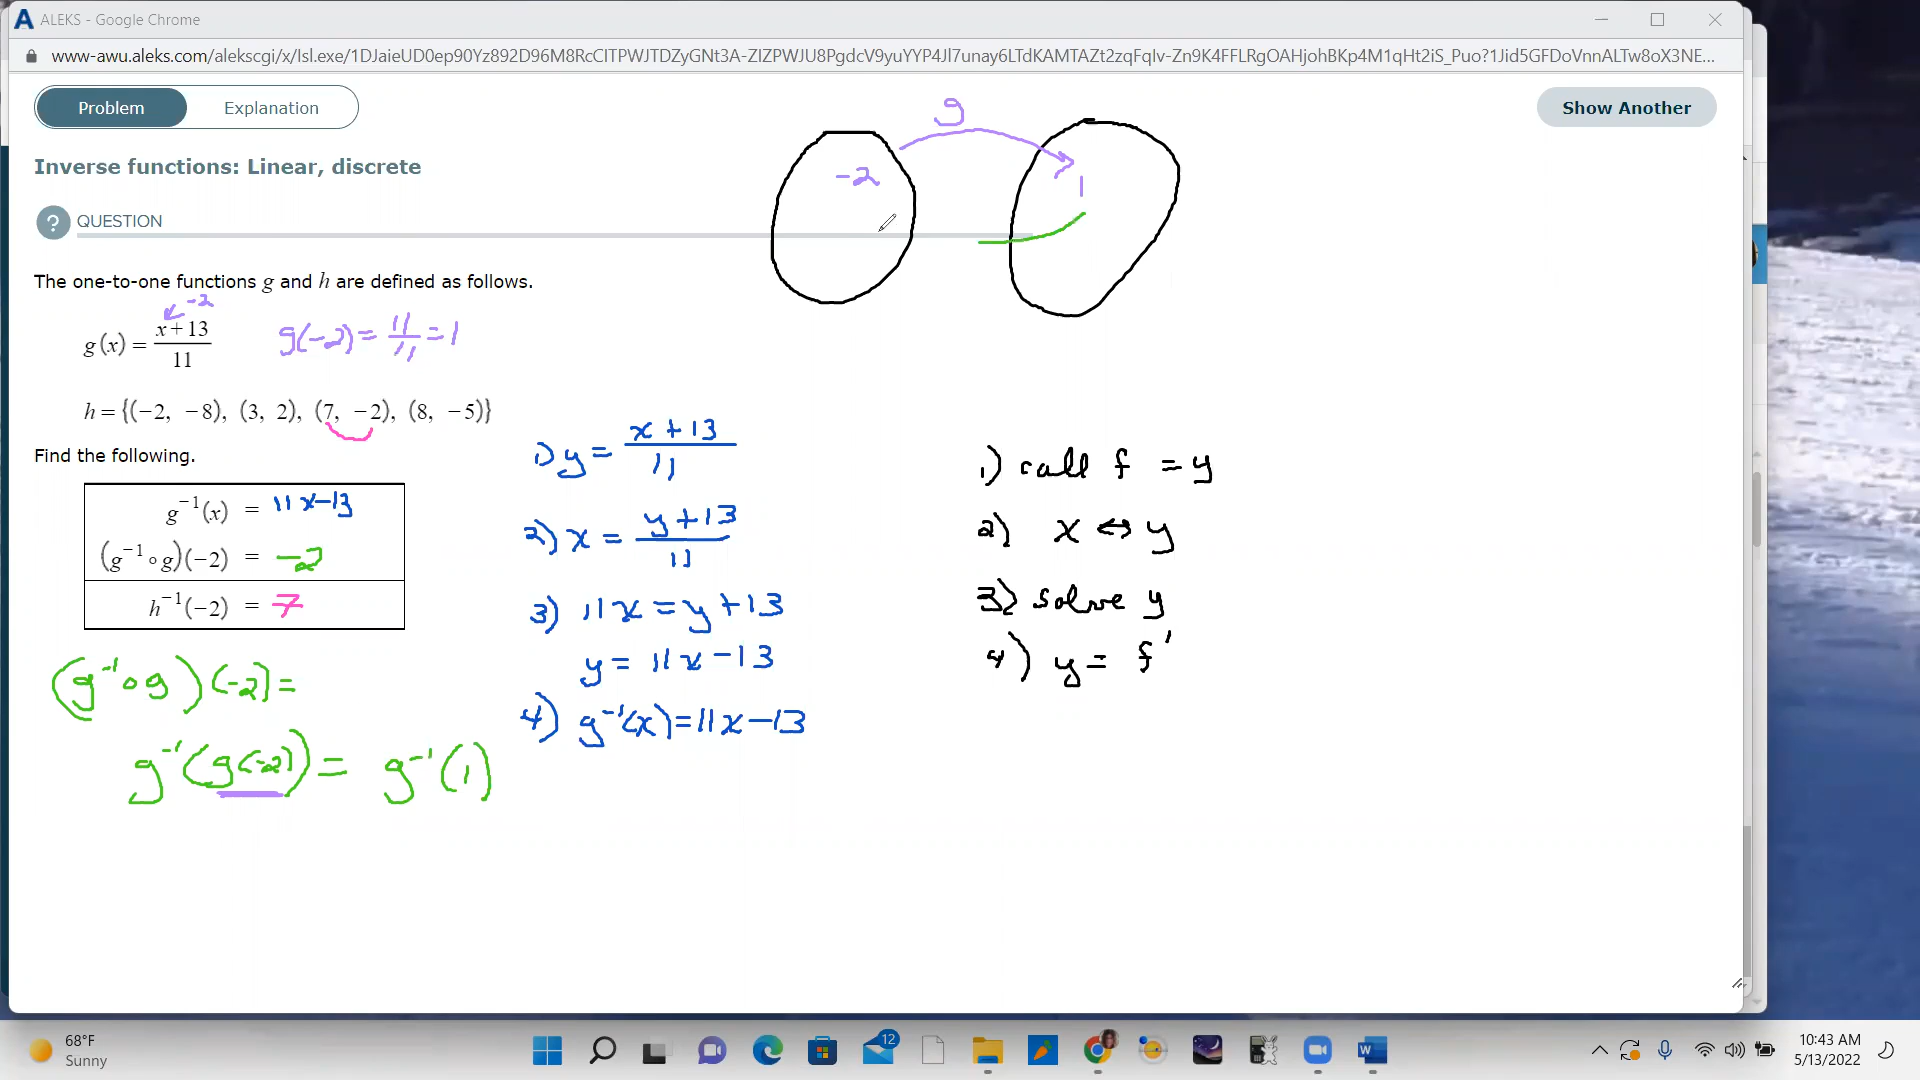 ALEKS - Google Chrome
www-awu.aleks.com/alekscgi/x/Isl.exe/1DJaieUD0ep90Yz892D96M8RcCITPWJTDZyGNt3A-ZIZPWJU8PgdcV9yuYYP4Jl7unay6LTdKAMTAZt2zqFqIv-Zn9K4FFLRgOAHjohBKp4M1qHt2iS_Puo?1Jid5GFDoVnnALTw8oX3NE...
Problem
Explanation
Show Another
g
Inverse functions: Linear, discrete
-2
1
? QUESTION
The one-to-one functions g and h are defined as follows.
-2
g(x) = (x+13)/11
g(-2) = 11/11 = 1
h = {(-2, -8), (3, 2), (7, -2), (8, -5)}
Find the following.
g⁻¹(x) = 11x-13
(g⁻¹∘g)(-2) = -2
h⁻¹(-2) = 7
(g⁻¹∘g)(-2) =
g⁻¹(g(-2)) = g⁻¹(1)
1) y = (x+13)/11
2) x = (y+13)/11
3) 11x = y+13
y = 11x-13
4) g⁻¹(x) = 11x-13
1) call f = y
2) x ↔ y
3) solve y
4) y = f'
68°F
Sunny
12
10:43 AM
5/13/2022